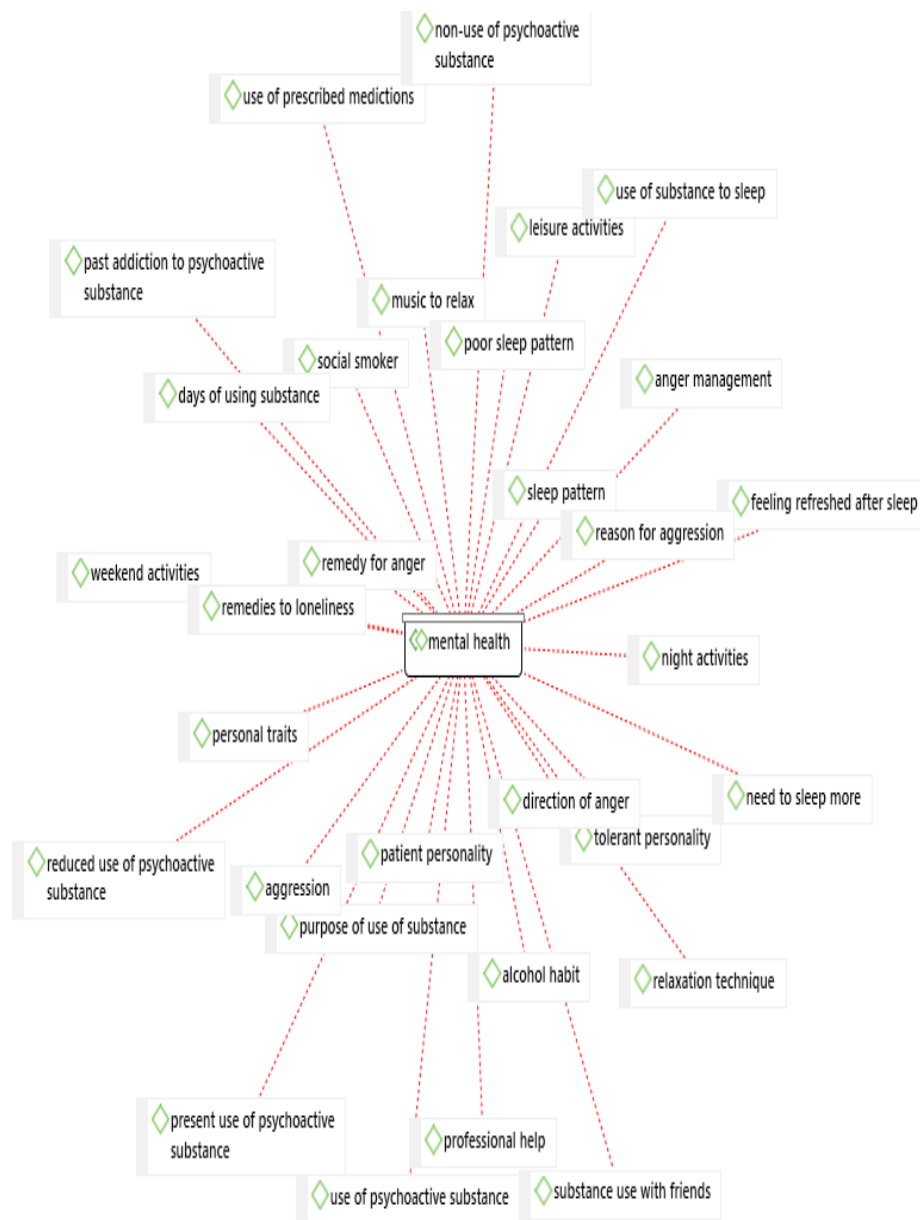 non-use of psychoactive
substance
use of prescribed medictions
use of substance to sleep
leisure activities
past addiction to psychoactive
substance
music to relax
poor sleep pattern
social smoker
anger management
days of using substance
sleep pattern
feeling refreshed after sleep
reason for aggression
remedy for anger
weekend activities
remedies to loneliness
mental health
night activities
personal traits
need to sleep more
direction of anger
tolerant personality
patient personality
reduced use of psychoactive
substance
aggression
purpose of use of substance
alcohol habit
relaxation technique
present use of psychoactive
substance
professional help
use of psychoactive substance
substance use with friends